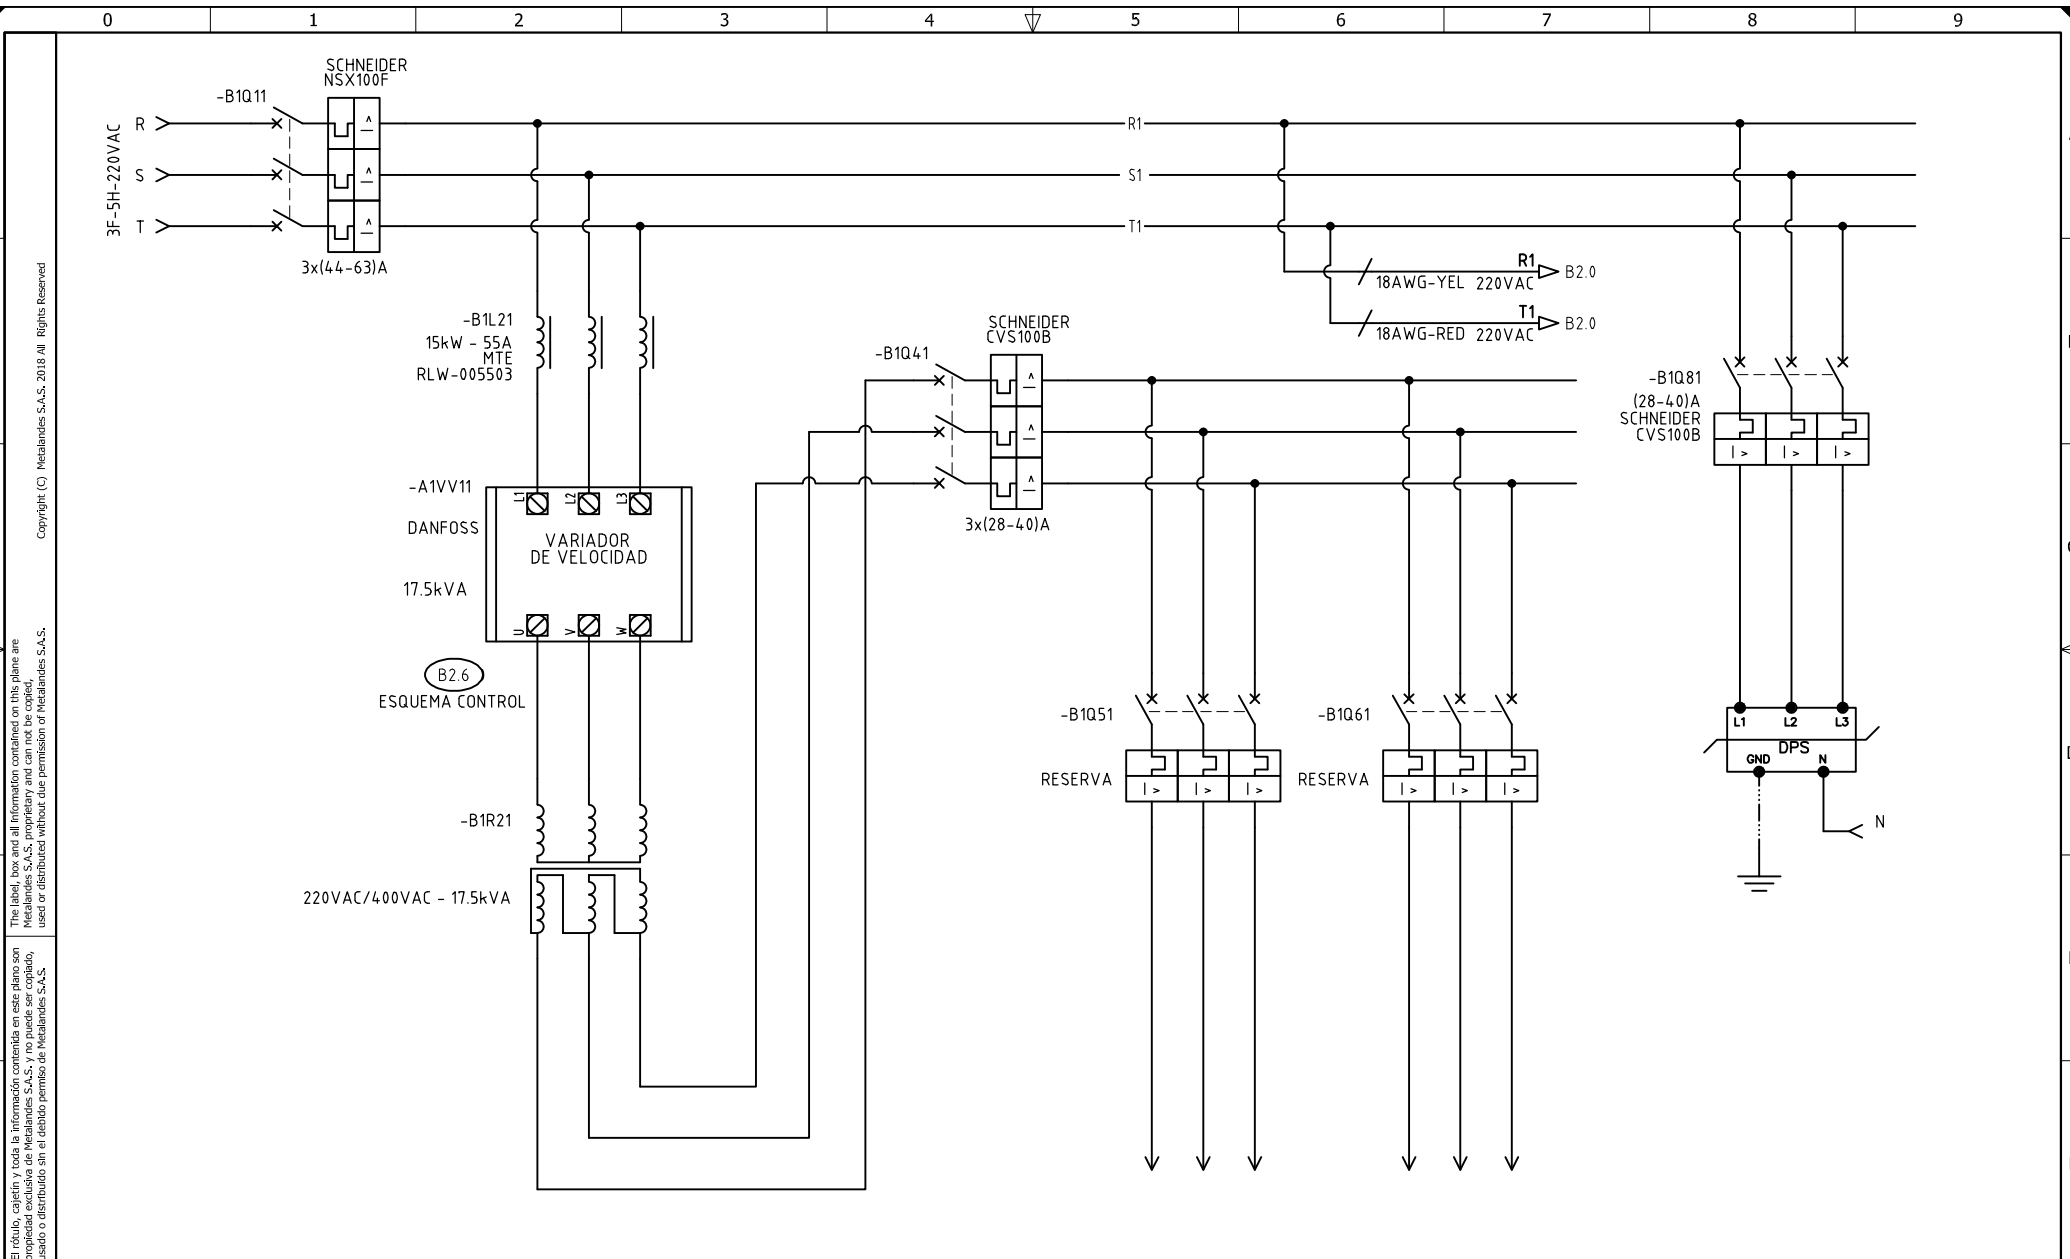 0 1 2 3 4 5 6 7 8 9
SCHNEIDER
NSX100F
-B1Q11
3F-5H-220VAC
R
S
T
3x(44-63)A
R1
S1
T1
R1
18AWG-YEL 220VAC
B2.0
T1
18AWG-RED 220VAC
B2.0
-B1L21
15kW - 55A
MTE
RLW-005503
SCHNEIDER
CVS100B
-B1Q41
3x(28-40)A
-B1Q81
(28-40)A
SCHNEIDER
CVS100B
-A1VV11
DANFOSS
17.5kVA
L1 L2 L3
VARIADOR
DE VELOCIDAD
U V W
B2.6
ESQUEMA CONTROL
-B1Q51
RESERVA
-B1Q61
RESERVA
L1 L2 L3
DPS
GND N
N
-B1R21
220VAC/400VAC - 17.5kVA
I > I > I >
I > I > I >
I > I > I >
Copyright (C) Metalandes S.A.S. 2018 All Rights Reserved
The label, box and all information contained on this plane are
Metalandes S.A.S. proprietary and can not be copied,
used or distributed without due permission of Metalandes S.A.S.
El rótulo, cajetín y toda la información contenida en este plano son
propiedad exclusiva de Metalandes S.A.S. y no puede ser copiado,
usado o distribuido sin el debido permiso de Metalandes S.A.S.